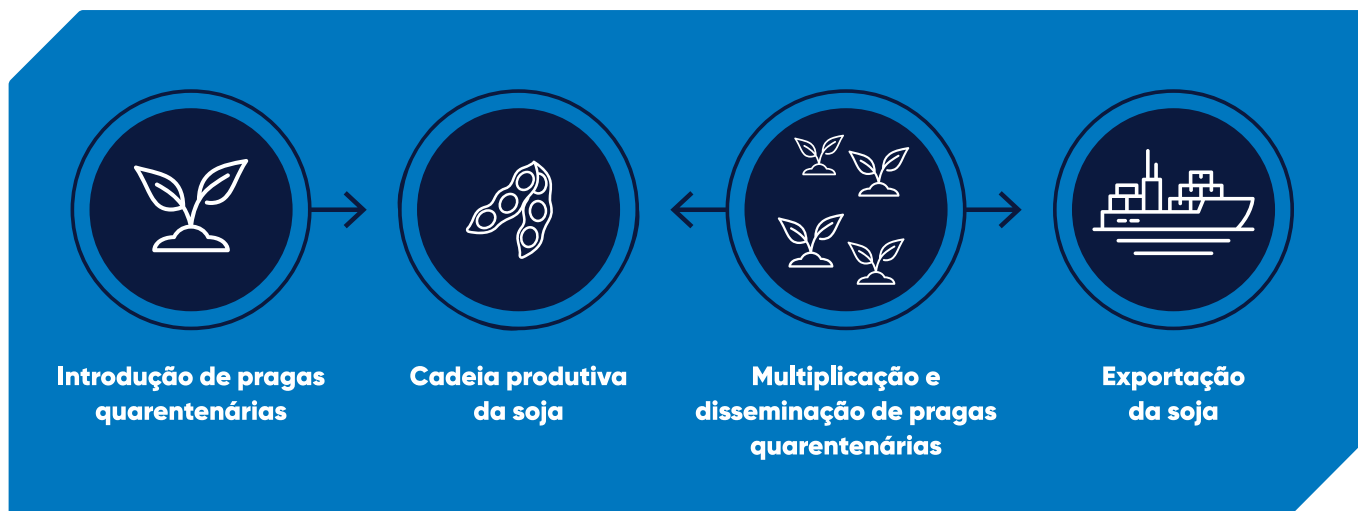 Introdução de pragas
quarentenárias
Cadeia produtiva
da soja
Multiplicação e
disseminação de pragas
quarentenárias
Exportação
da soja